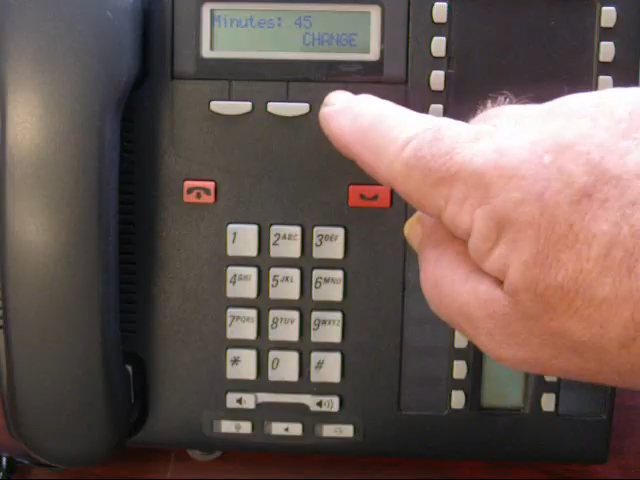 Minutes: 45
CHANGE
1 2ABC 3DEF
4GHI 5JKL 6MNO
7PQRS 8TUV 9WXYZ
* 0 #